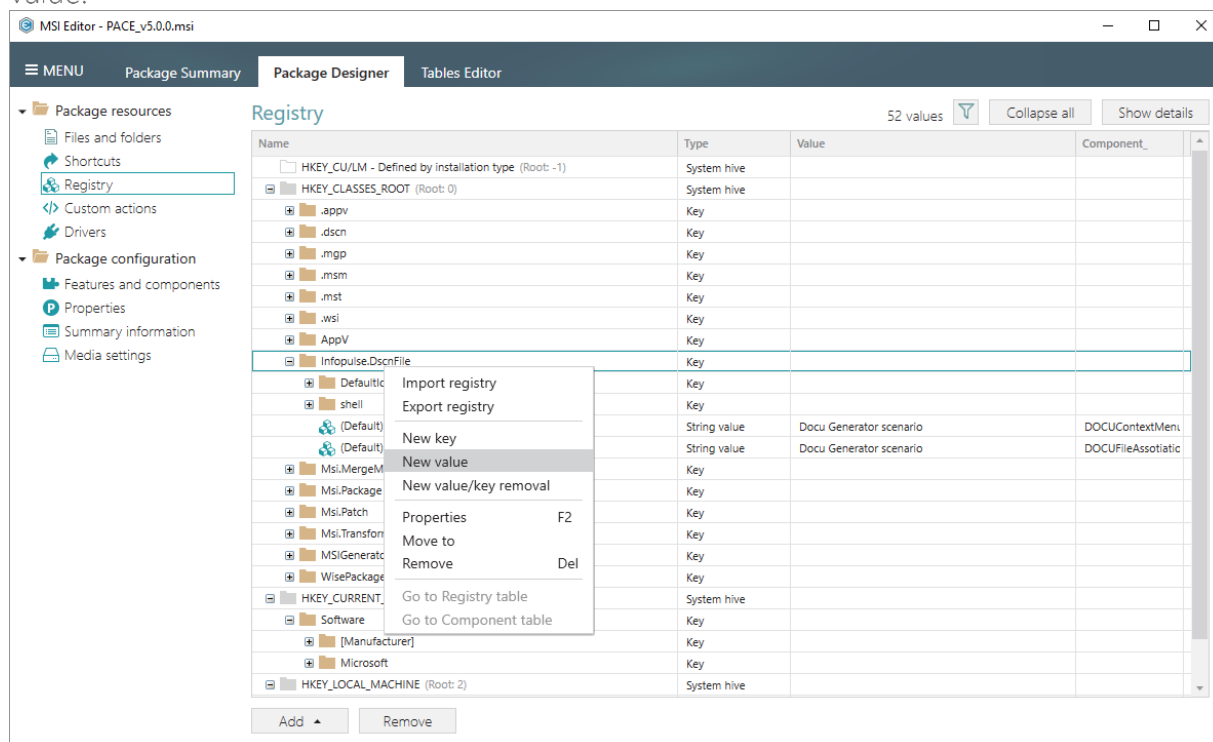 value.
MSI Editor - PACE_v5.0.0.msi
MENU Package Summary Package Designer Tables Editor
Package resources
Files and folders
Shortcuts
Registry
Custom actions
Drivers
Package configuration
Features and components
Properties
Summary information
Media settings
Registry 52 values Collapse all Show details
Name Type Value Component_
HKEY_CU/LM - Defined by installation type (Root: -1) System hive
HKEY_CLASSES_ROOT (Root: 0) System hive
.appv Key
.dscn Key
.mgp Key
.msm Key
.mst Key
.wsi Key
AppV Key
Infopulse.DscnFile Key
DefaultIc Key
shell Key
(Default) String value Docu Generator scenario DOCUContextMenu
(Default) String value Docu Generator scenario DOCUFileAssotiatic
Msi.MergeM Key
Msi.Package Key
Msi.Patch Key
Msi.Transform Key
MSIGenerato Key
WisePackage Key
HKEY_CURRENT_ System hive
Software Key
[Manufacturer] Key
Microsoft Key
HKEY_LOCAL_MACHINE (Root: 2) System hive
Import registry
Export registry
New key
New value
New value/key removal
Properties F2
Move to
Remove Del
Go to Registry table
Go to Component table
Add Remove